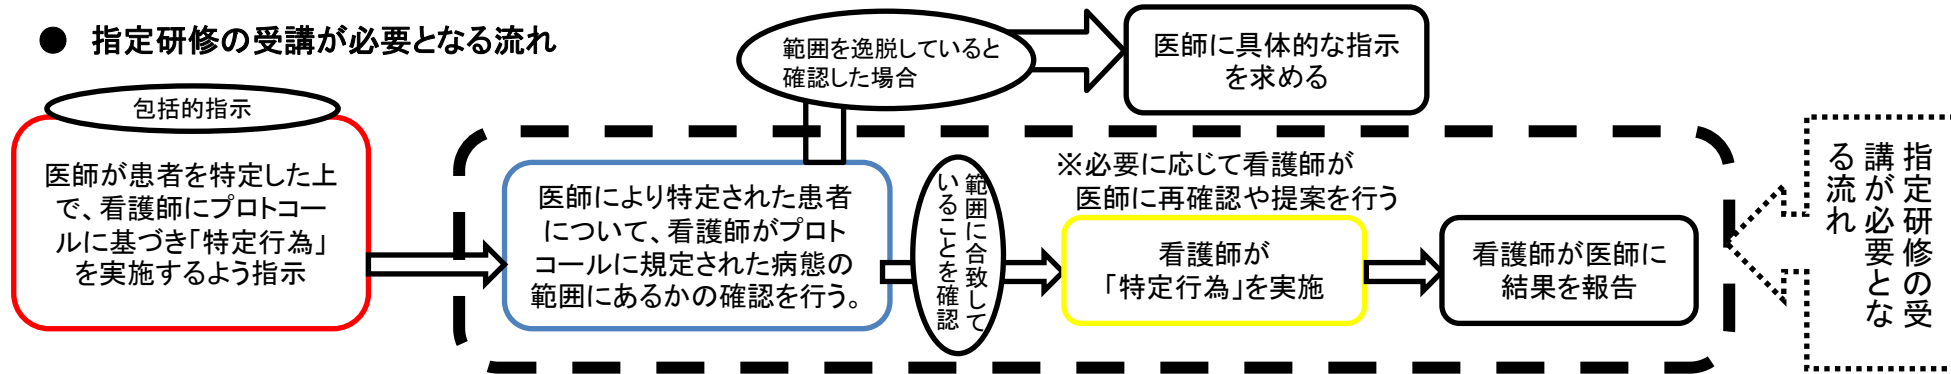 ● 指定研修の受講が必要となる流れ
包括的指示
医師が患者を特定した上
で、看護師にプロトコー
ルに基づき「特定行為」
を実施するよう指示
範囲を逸脱していると
確認した場合
医師に具体的な指示
を求める
医師により特定された患者
について、看護師がプロト
コールに規定された病態の
範囲にあるかの確認を行う。
範囲に合致して
いることを確認
※必要に応じて看護師が
医師に再確認や提案を行う
看護師が
「特定行為」を実施
看護師が医師に
結果を報告
指定研修の受
講が必要とな
る流れ